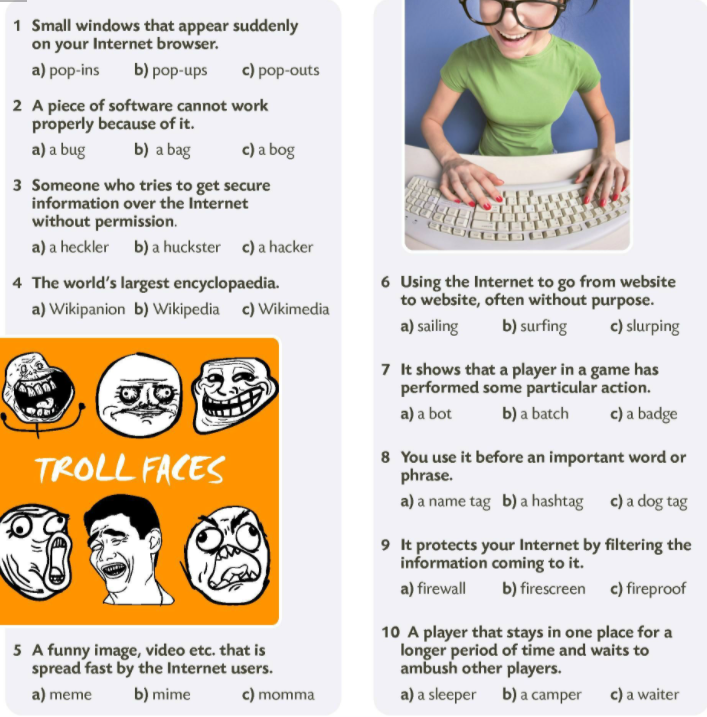 1 Small windows that appear suddenly
on your Internet browser.
a) pop-ins b) pop-ups c) pop-outs
2 A piece of software cannot work
properly because of it.
a) a bug b) a bag c) a bog
3 Someone who tries to get secure
information over the Internet
without permission.
a) a heckler b) a huckster c) a hacker
4 The world's largest encyclopaedia.
a) Wikipanion b) Wikipedia c) Wikimedia
TROLL FACES
5 A funny image, video etc. that is
spread fast by the Internet users.
a) meme b) mime c) momma
6 Using the Internet to go from website
to website, often without purpose.
a) sailing b) surfing c) slurping
7 It shows that a player in a game has
performed some particular action.
a) a bot b) a batch c) a badge
8 You use it before an important word or
phrase.
a) a name tag b) a hashtag c) a dog tag
9 It protects your Internet by filtering the
information coming to it.
a) firewall b) firescreen c) fireproof
10 A player that stays in one place for a
longer period of time and waits to
ambush other players.
a) a sleeper b) a camper c) a waiter